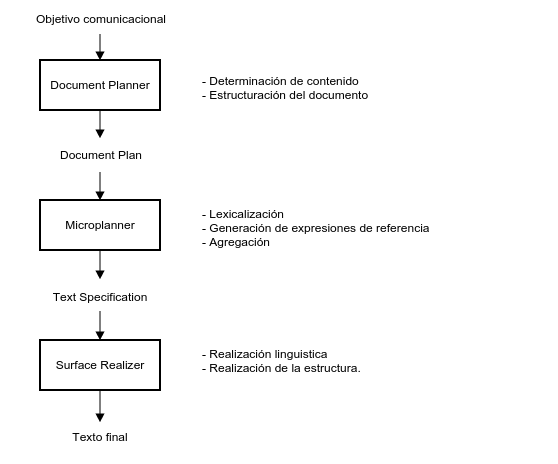 Objetivo comunicacional
Document Planner
- Determinación de contenido
- Estructuración del documento
Document Plan
Microplanner
- Lexicalización
- Generación de expresiones de referencia
- Agregación
Text Specification
Surface Realizer
- Realización linguistica
- Realización de la estructura.
Texto final